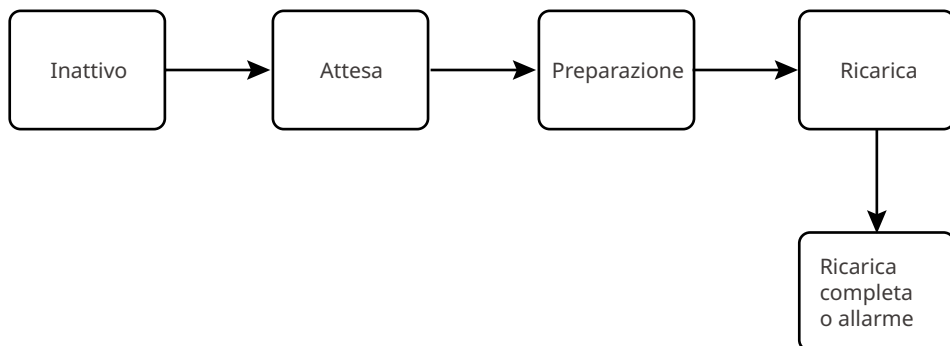 Inattivo
Attesa
Preparazione
Ricarica
Ricarica
completa
o allarme